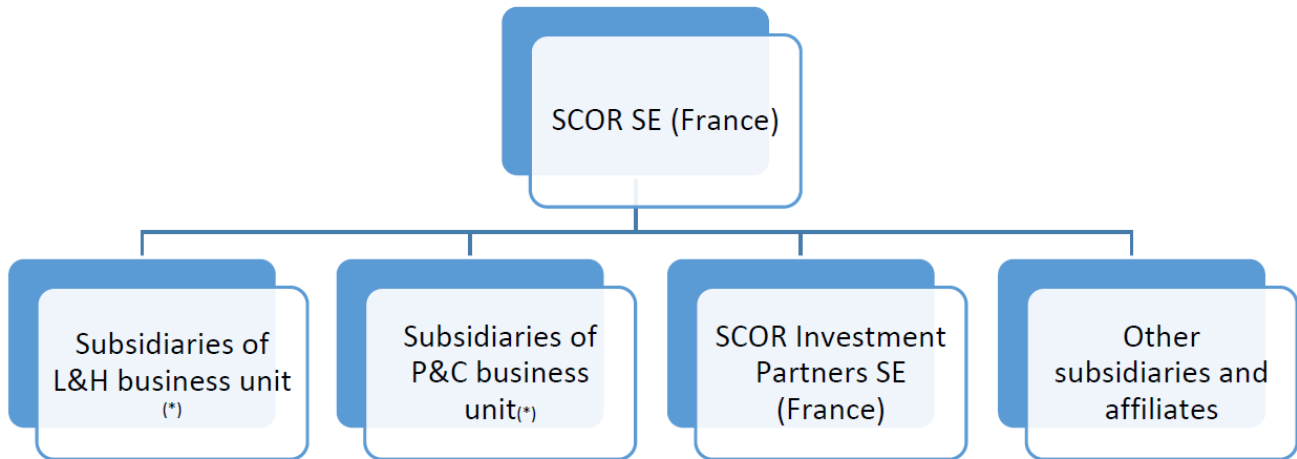 SCOR SE (France)
Subsidiaries of
L&H business unit
(*)
Subsidiaries of
P&C business
unit(*)
SCOR Investment
Partners SE
(France)
Other
subsidiaries and
affiliates